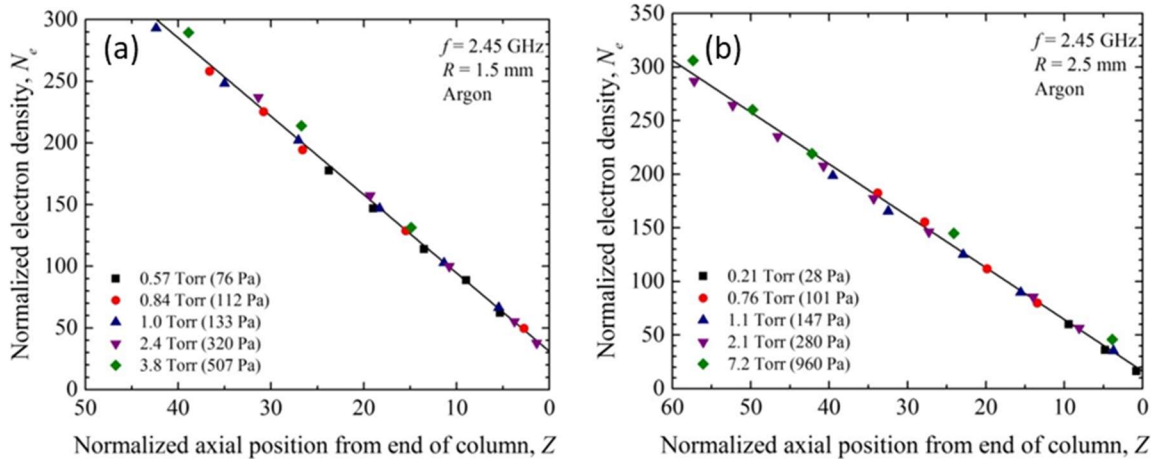 (a)
f = 2.45 GHz
R = 1.5 mm
Argon
Normalized electron density, Nₑ
300
250
200
150
100
50
0
0.57 Torr (76 Pa)
0.84 Torr (112 Pa)
1.0 Torr (133 Pa)
2.4 Torr (320 Pa)
3.8 Torr (507 Pa)
50 40 30 20 10 0
Normalized axial position from end of column, Z
(b)
f = 2.45 GHz
R = 2.5 mm
Argon
Normalized electron density, Nₑ
350
300
250
200
150
100
50
0
0.21 Torr (28 Pa)
0.76 Torr (101 Pa)
1.1 Torr (147 Pa)
2.1 Torr (280 Pa)
7.2 Torr (960 Pa)
60 50 40 30 20 10 0
Normalized axial position from end of column, Z